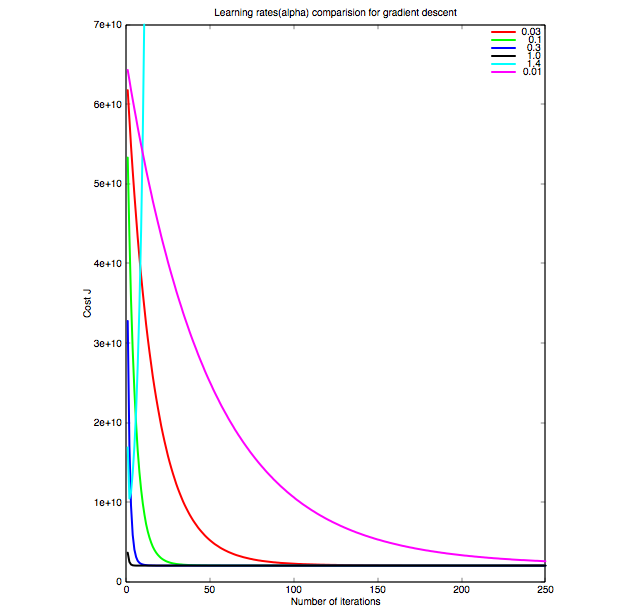 Learning rates(alpha) comparision for gradient descent
7e+10
6e+10
5e+10
4e+10
3e+10
2e+10
1e+10
0
Cost J
0.03
0.1
0.3
1.0
1.4
0.01
0 50 100 150 200 250
Number of iterations